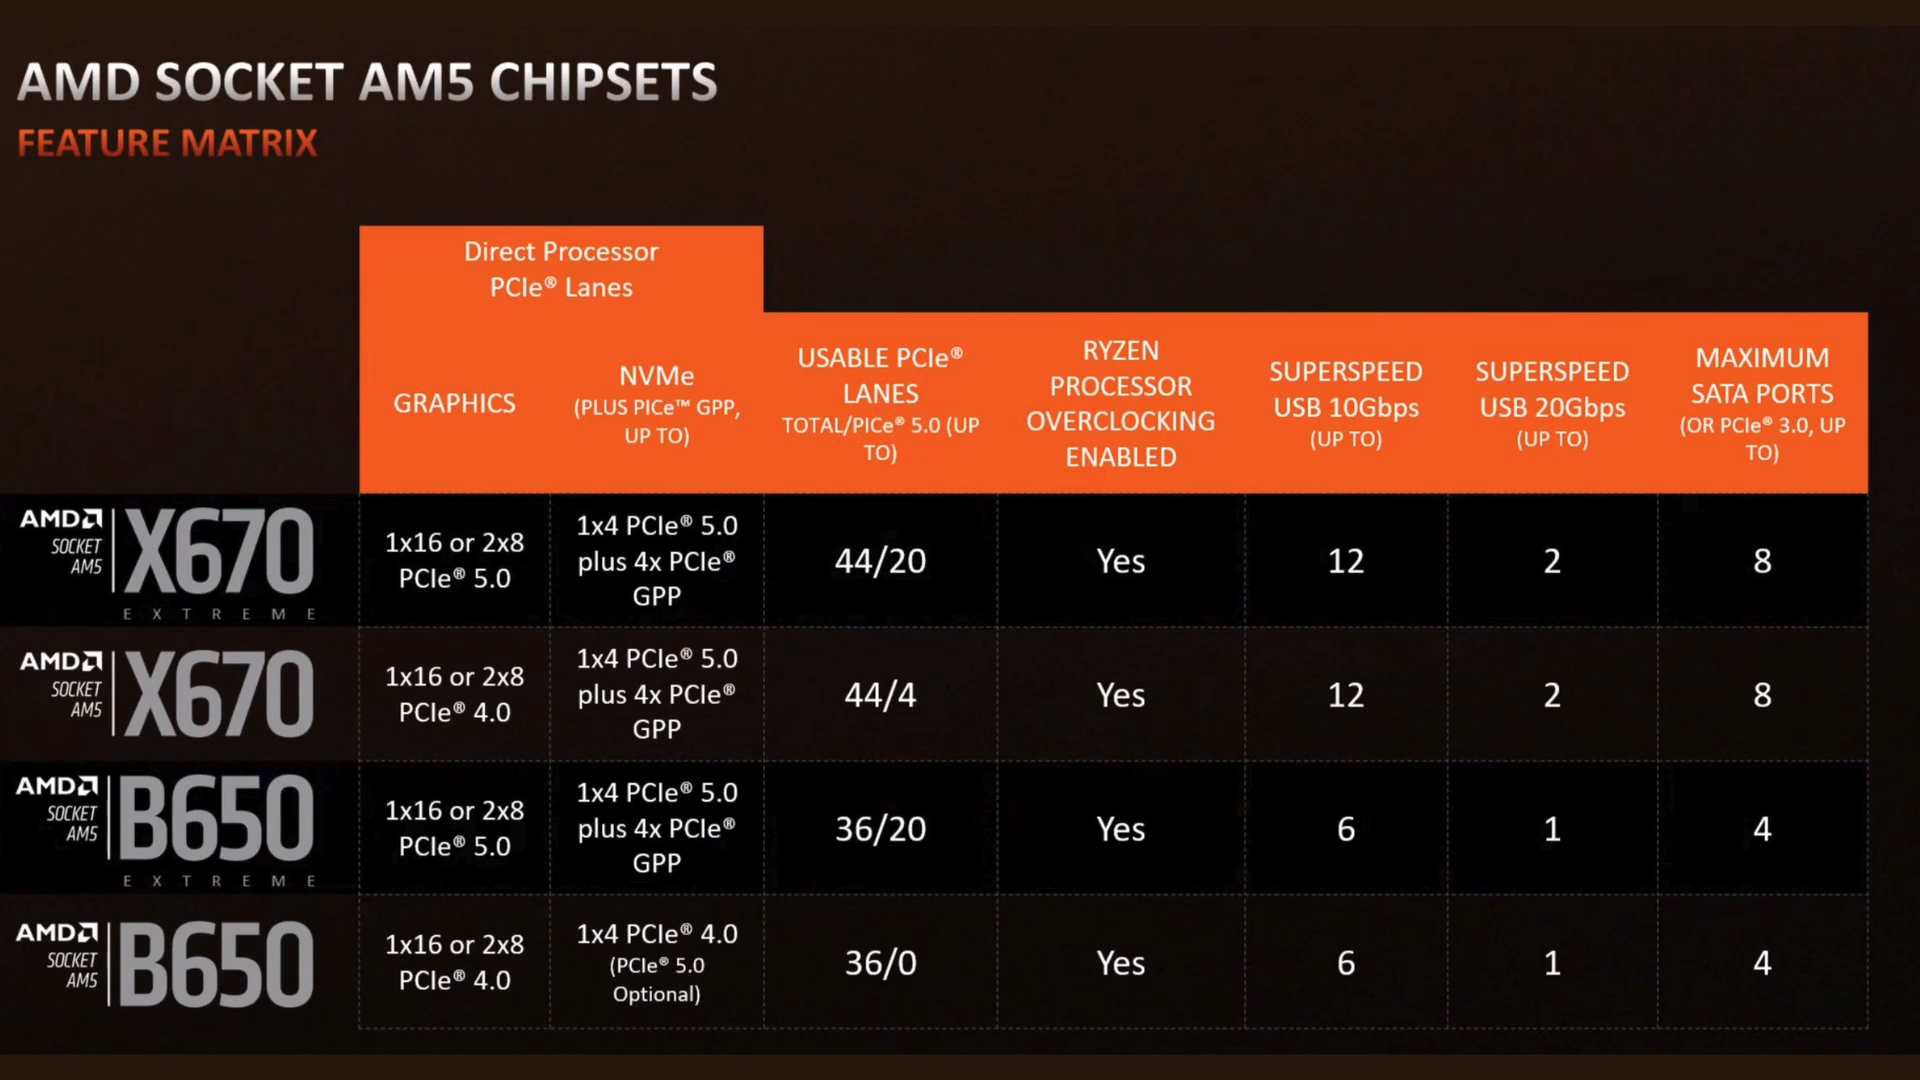 AMD SOCKET AM5 CHIPSETS
FEATURE MATRIX
Direct Processor
PCIe® Lanes
GRAPHICS
NVMe
(PLUS PICe™ GPP,
UP TO)
USABLE PCIe®
LANES
TOTAL/PICe® 5.0 (UP
TO)
RYZEN
PROCESSOR
OVERCLOCKING
ENABLED
SUPERSPEED
USB 10Gbps
(UP TO)
SUPERSPEED
USB 20Gbps
(UP TO)
MAXIMUM
SATA PORTS
(OR PCIe® 3.0, UP
TO)
AMD
SOCKET
AM5
X670
EXTREME
1x16 or 2x8
PCIe® 5.0
1x4 PCIe® 5.0
plus 4x PCIe®
GPP
44/20
Yes
12
2
8
AMD
SOCKET
AM5
X670
1x16 or 2x8
PCIe® 4.0
1x4 PCIe® 5.0
plus 4x PCIe®
GPP
44/4
Yes
12
2
8
AMD
SOCKET
AM5
B650
EXTREME
1x16 or 2x8
PCIe® 5.0
1x4 PCIe® 5.0
plus 4x PCIe®
GPP
36/20
Yes
6
1
4
AMD
SOCKET
AM5
B650
1x16 or 2x8
PCIe® 4.0
1x4 PCIe® 4.0
(PCIe® 5.0
Optional)
36/0
Yes
6
1
4